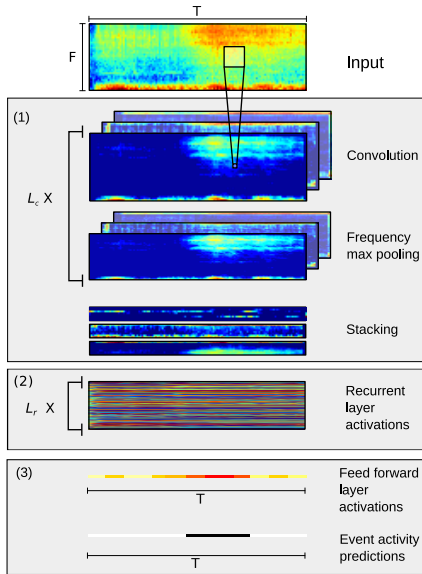 T
F
Input
(1)
Convolution
L_c X
Frequency
max pooling
Stacking
(2)
L_r X
Recurrent
layer
activations
(3)
Feed forward
layer
activations
T
Event activity
predictions
T